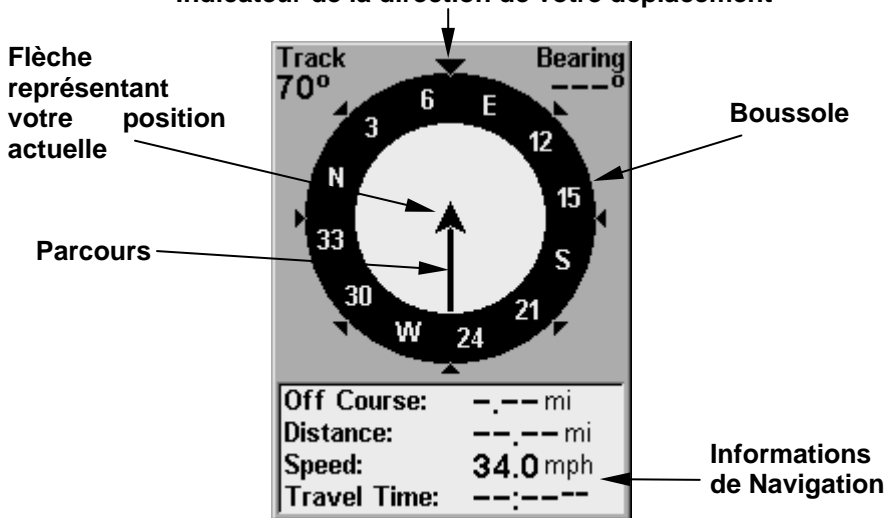 Indicateur de la direction de votre déplacement
Flèche
représentant
votre position
actuelle
Track
70º
Bearing
---º
Boussole
6
E
3
12
N
15
33
S
30
21
W
24
Parcours
Off Course: -.-- mi
Distance: --.-- mi
Speed: 34.0 mph
Travel Time: --:----
Informations
de Navigation